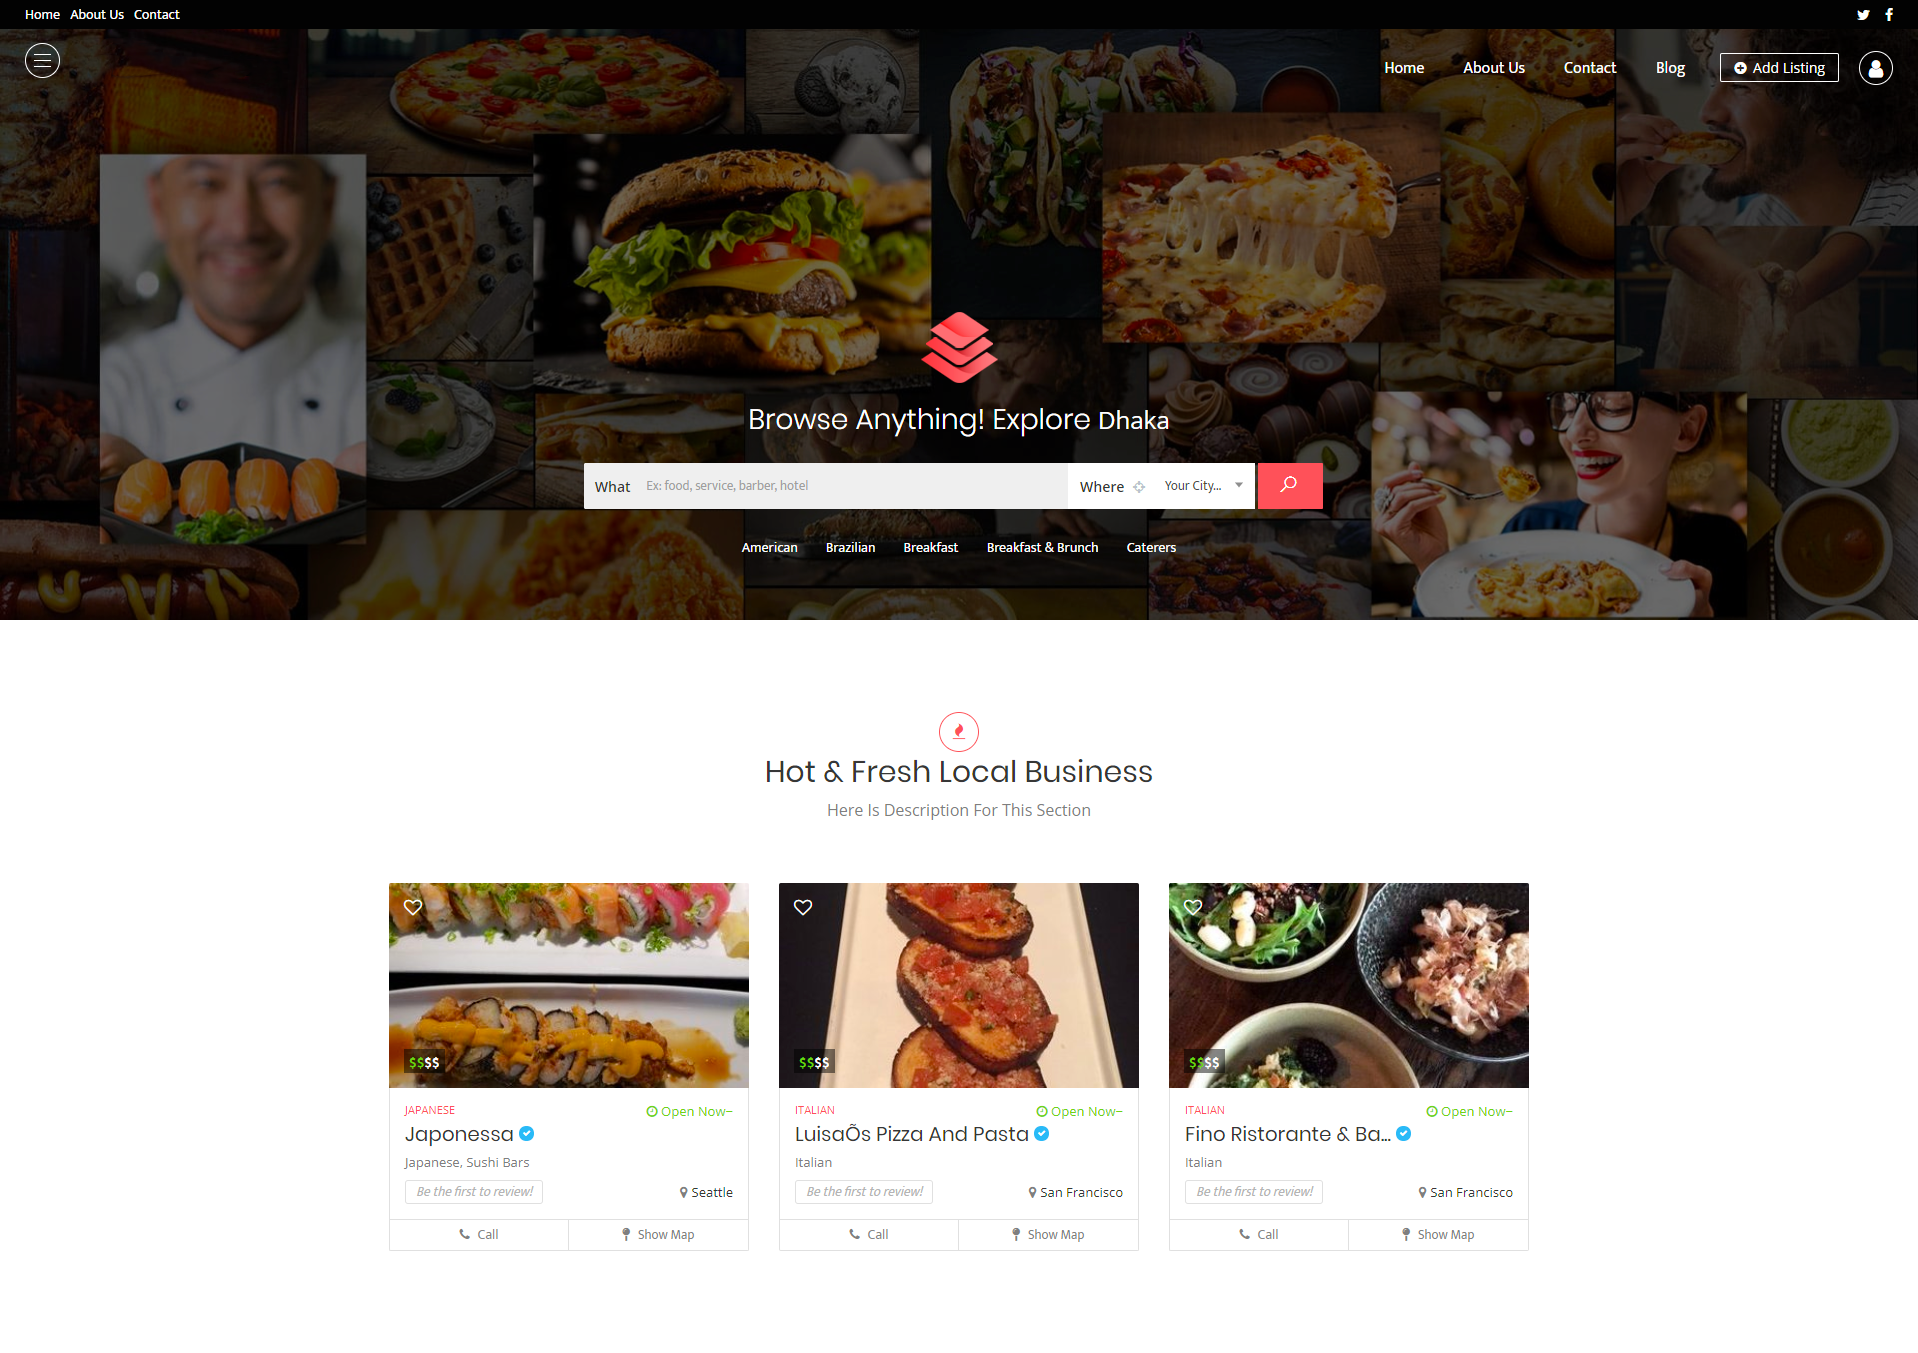 Home About Us Contact
Home About Us Contact Blog Add Listing
Browse Anything! Explore Dhaka
What Ex: food, service, barber, hotel Where Your City...
American Brazilian Breakfast Breakfast & Brunch Caterers
Hot & Fresh Local Business
Here Is Description For This Section
$$$$ $$$$ $$$$
JAPANESE Open Now~ ITALIAN Open Now~ ITALIAN Open Now~
Japonessa LuisaÕs Pizza And Pasta Fino Ristorante & Ba...
Japanese, Sushi Bars Italian Italian
Be the first to review! Seattle Be the first to review! San Francisco Be the first to review! San Francisco
Call Show Map Call Show Map Call Show Map